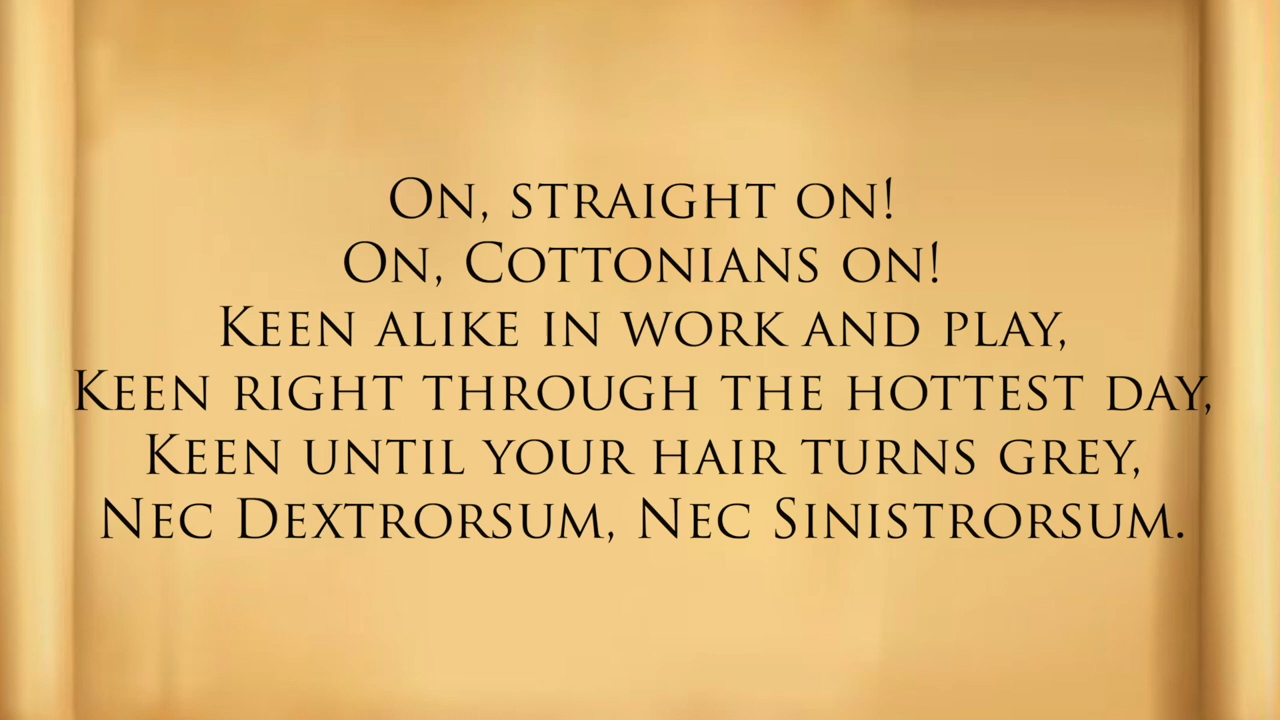 On, straight on!
On, Cottonians on!
Keen alike in work and play,
Keen right through the hottest day,
Keen until your hair turns grey,
Nec Dextrorsum, Nec Sinistrorsum.